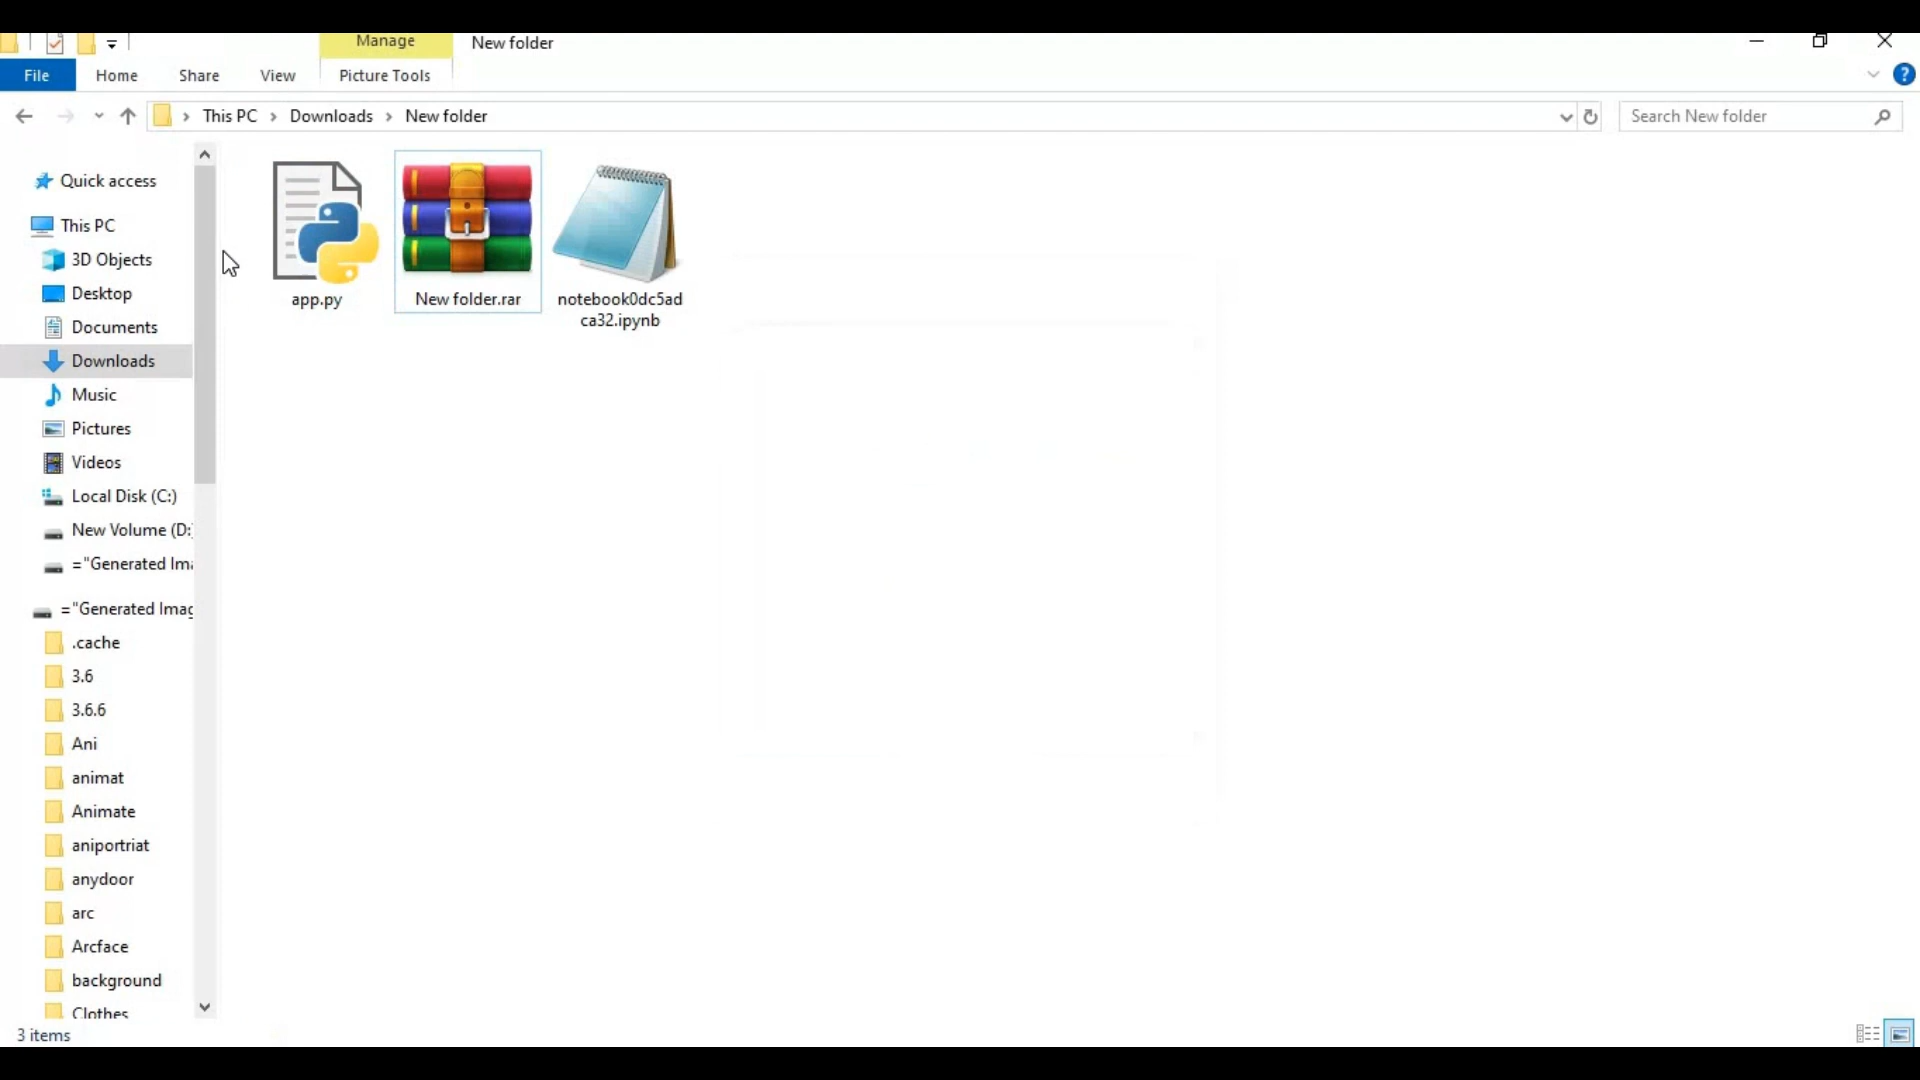 Manage
New folder
File
Home
Share
View
Picture Tools
This PC > Downloads > New folder
Search New folder
Quick access
This PC
3D Objects
Desktop
Documents
Downloads
Music
Pictures
Videos
Local Disk (C:)
New Volume (D:
="Generated Ima
="Generated Imag
.cache
3.6
3.6.6
Ani
animat
Animate
aniportriat
anydoor
arc
Arcface
background
Clothes
app.py
New folder.rar
notebook0dc5ad
ca32.ipynb
3 items